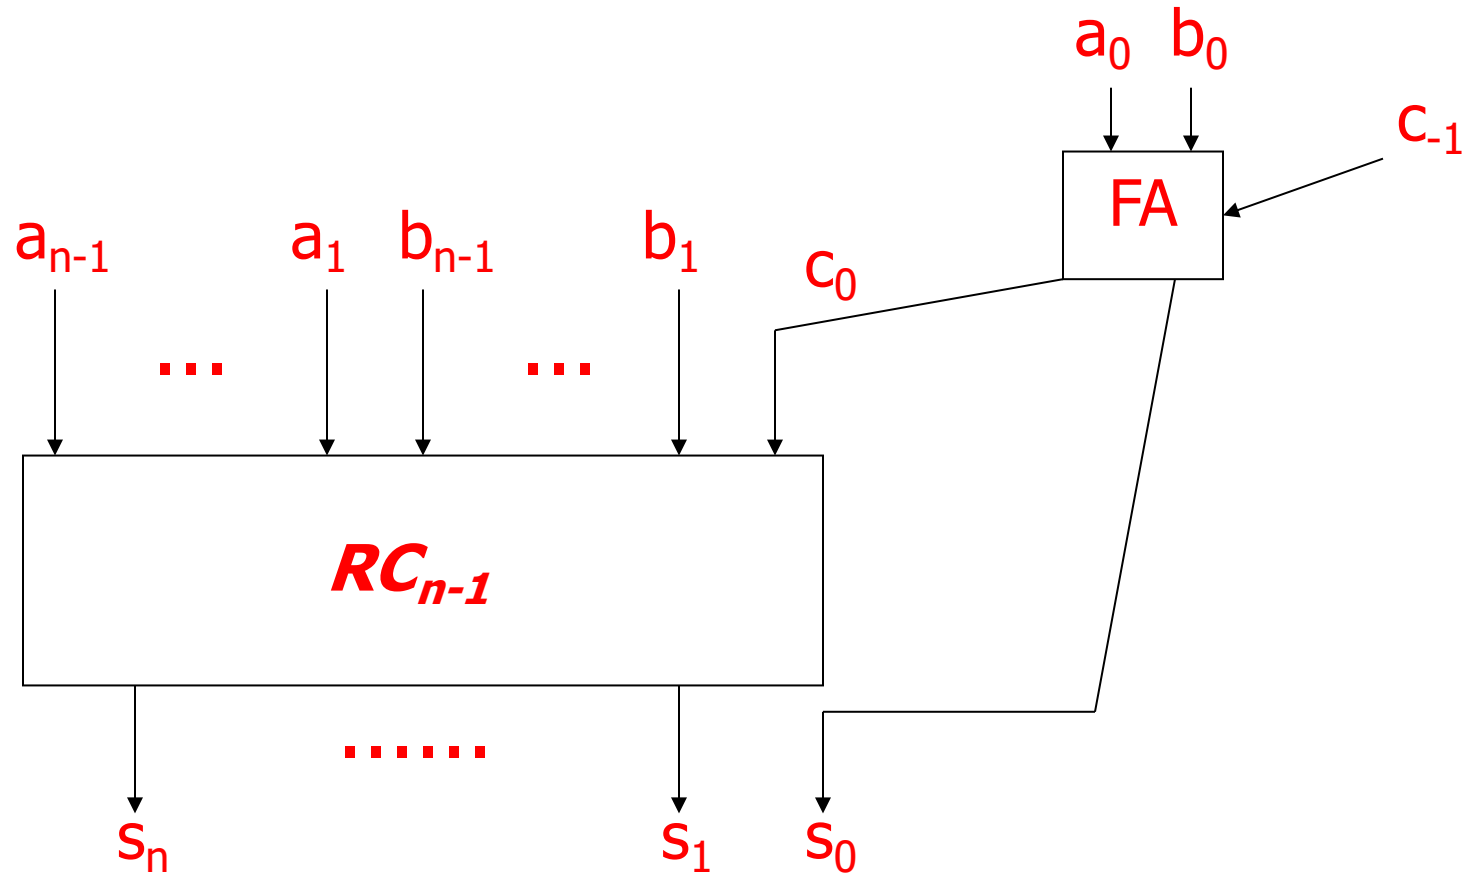 a₀ b₀
c₋₁
FA
aₙ₋₁ a₁ bₙ₋₁ b₁
c₀
... ...
RCₙ₋₁
......
sₙ s₁ s₀